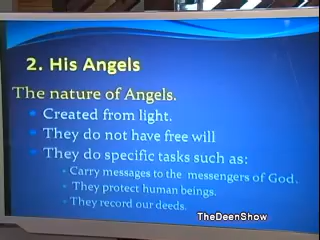 2. His Angels
The nature of Angels.
Created from light.
They do not have free will
They do specific tasks such as:
Carry messages to the messengers of God.
They protect human beings.
They record our deeds.
TheDeenShow